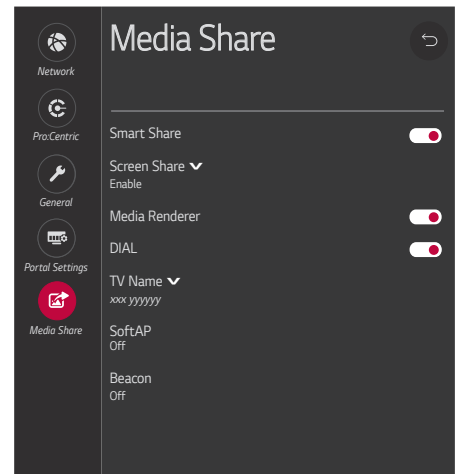 Media Share
Network
Pro:Centric
General
Portal Settings
Media Share
Smart Share
Screen Share
Enable
Media Renderer
DIAL
TV Name
xxx yyyyyy
SoftAP
Off
Beacon
Off